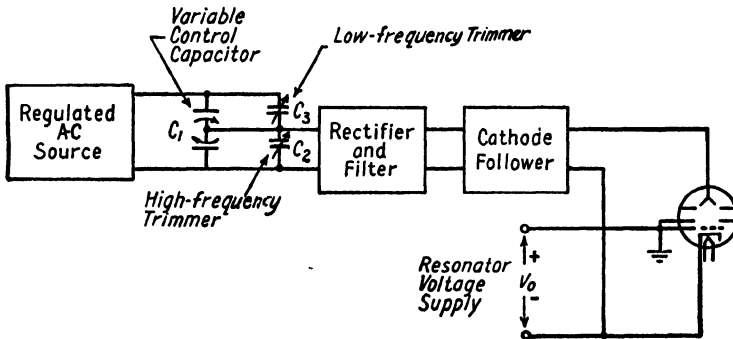 Variable
Control
Capacitor
Low-frequency Trimmer
Regulated
A-C
Source
C1
C3
C2
High-frequency
Trimmer
Rectifier
and
Filter
Cathode
Follower
Resonator
Voltage
Supply
+
V0
-